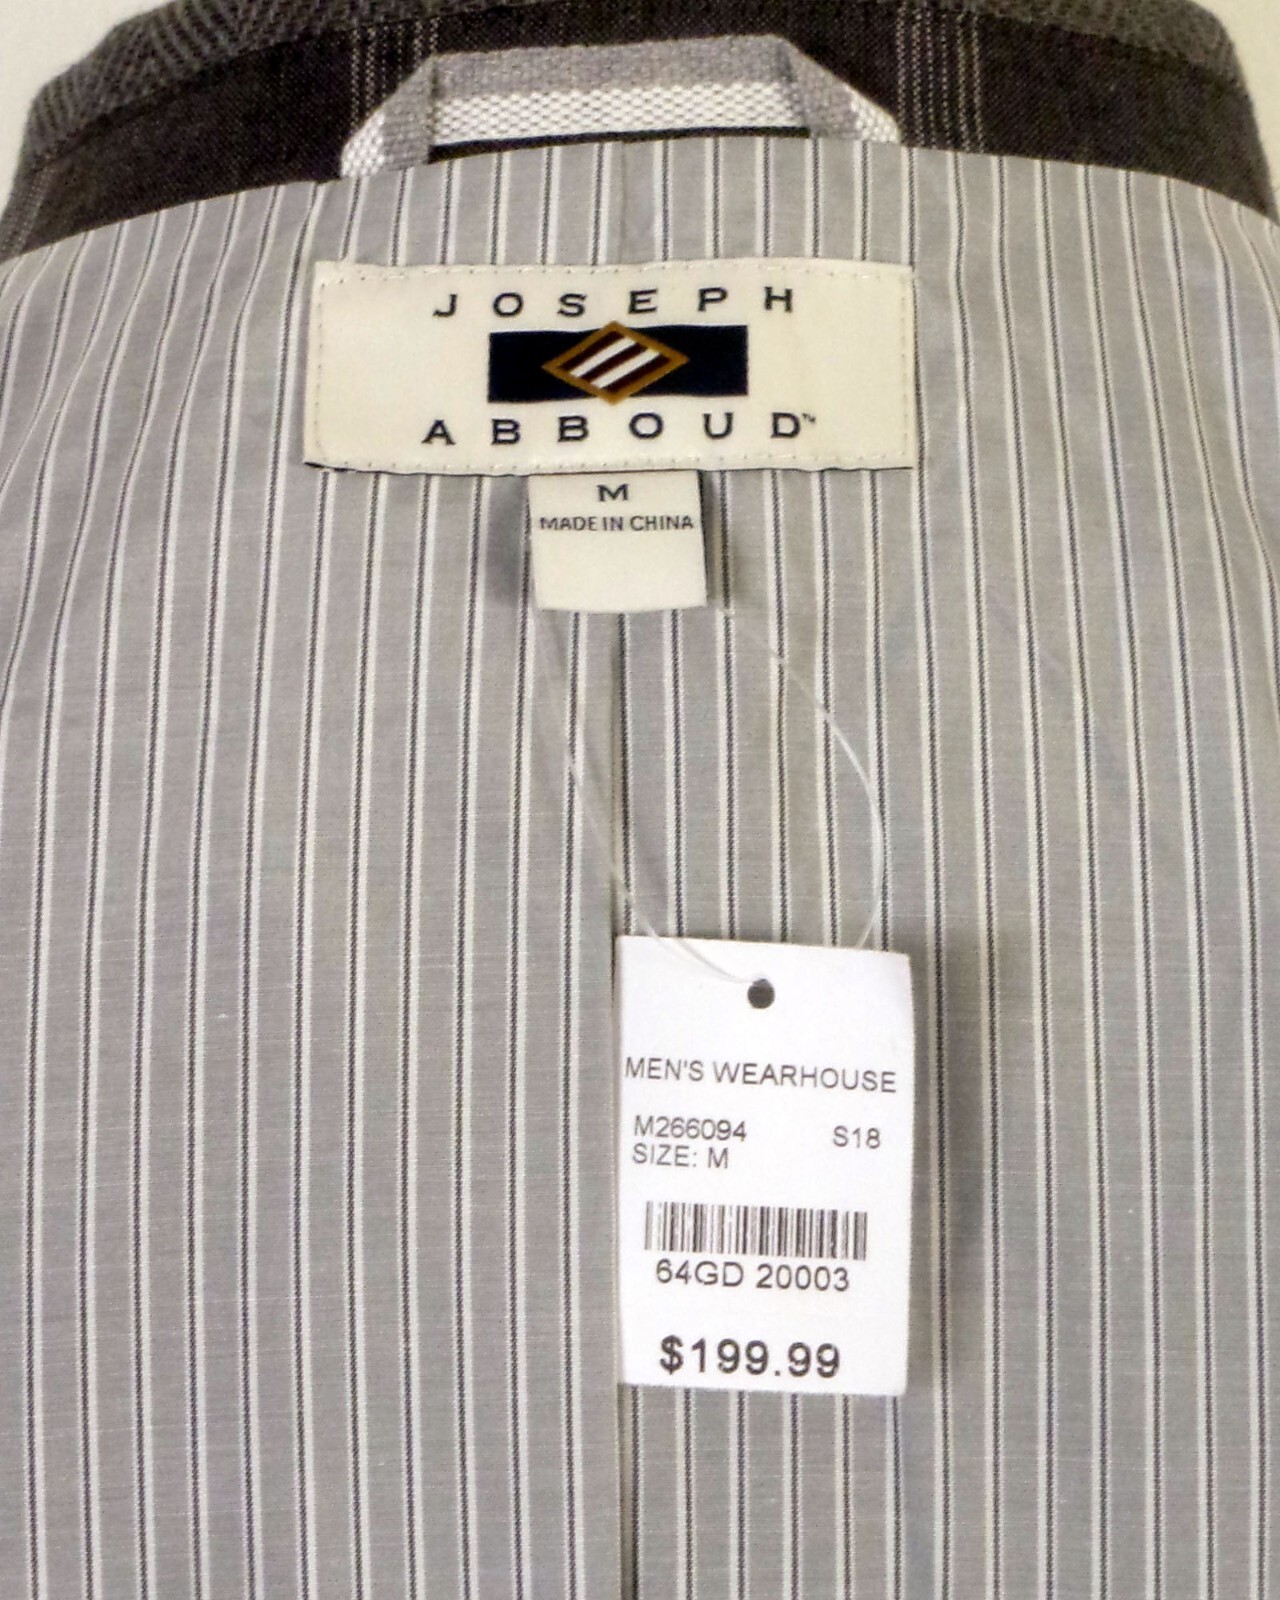 JOSEPH
ABBOUD™
M
MADE IN CHINA
MEN'S WEARHOUSE
M266094 S18
SIZE: M
64GD 20003
$199.99